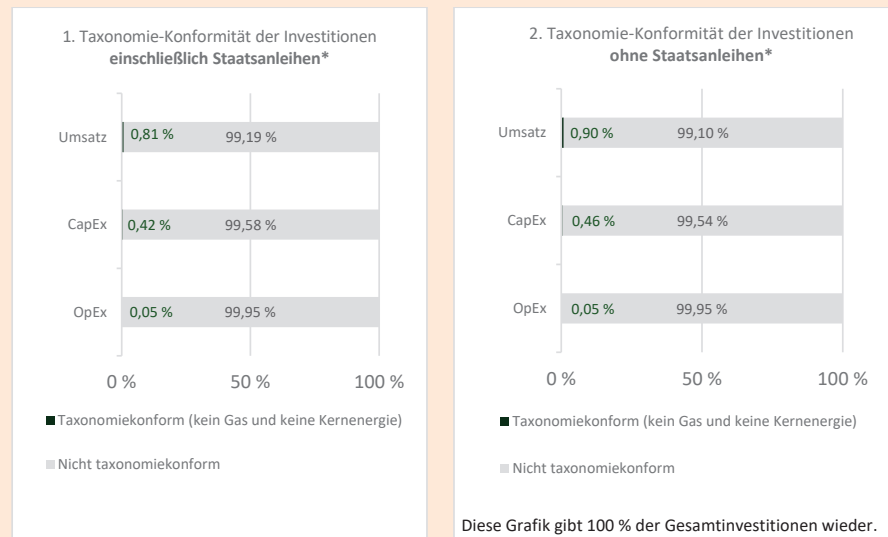 1. Taxonomie-Konformität der Investitionen
einschließlich Staatsanleihen*
Umsatz
0,81 %
99,19 %
CapEx
0,42 %
99,58 %
OpEx
0,05 %
99,95 %
0 %
50 %
100 %
Taxonomiekonform (kein Gas und keine Kernenergie)
Nicht taxonomiekonform
2. Taxonomie-Konformität der Investitionen
ohne Staatsanleihen*
Umsatz
0,90 %
99,10 %
CapEx
0,46 %
99,54 %
OpEx
0,05 %
99,95 %
0 %
50 %
100 %
Taxonomiekonform (kein Gas und keine Kernenergie)
Nicht taxonomiekonform
Diese Grafik gibt 100 % der Gesamtinvestitionen wieder.